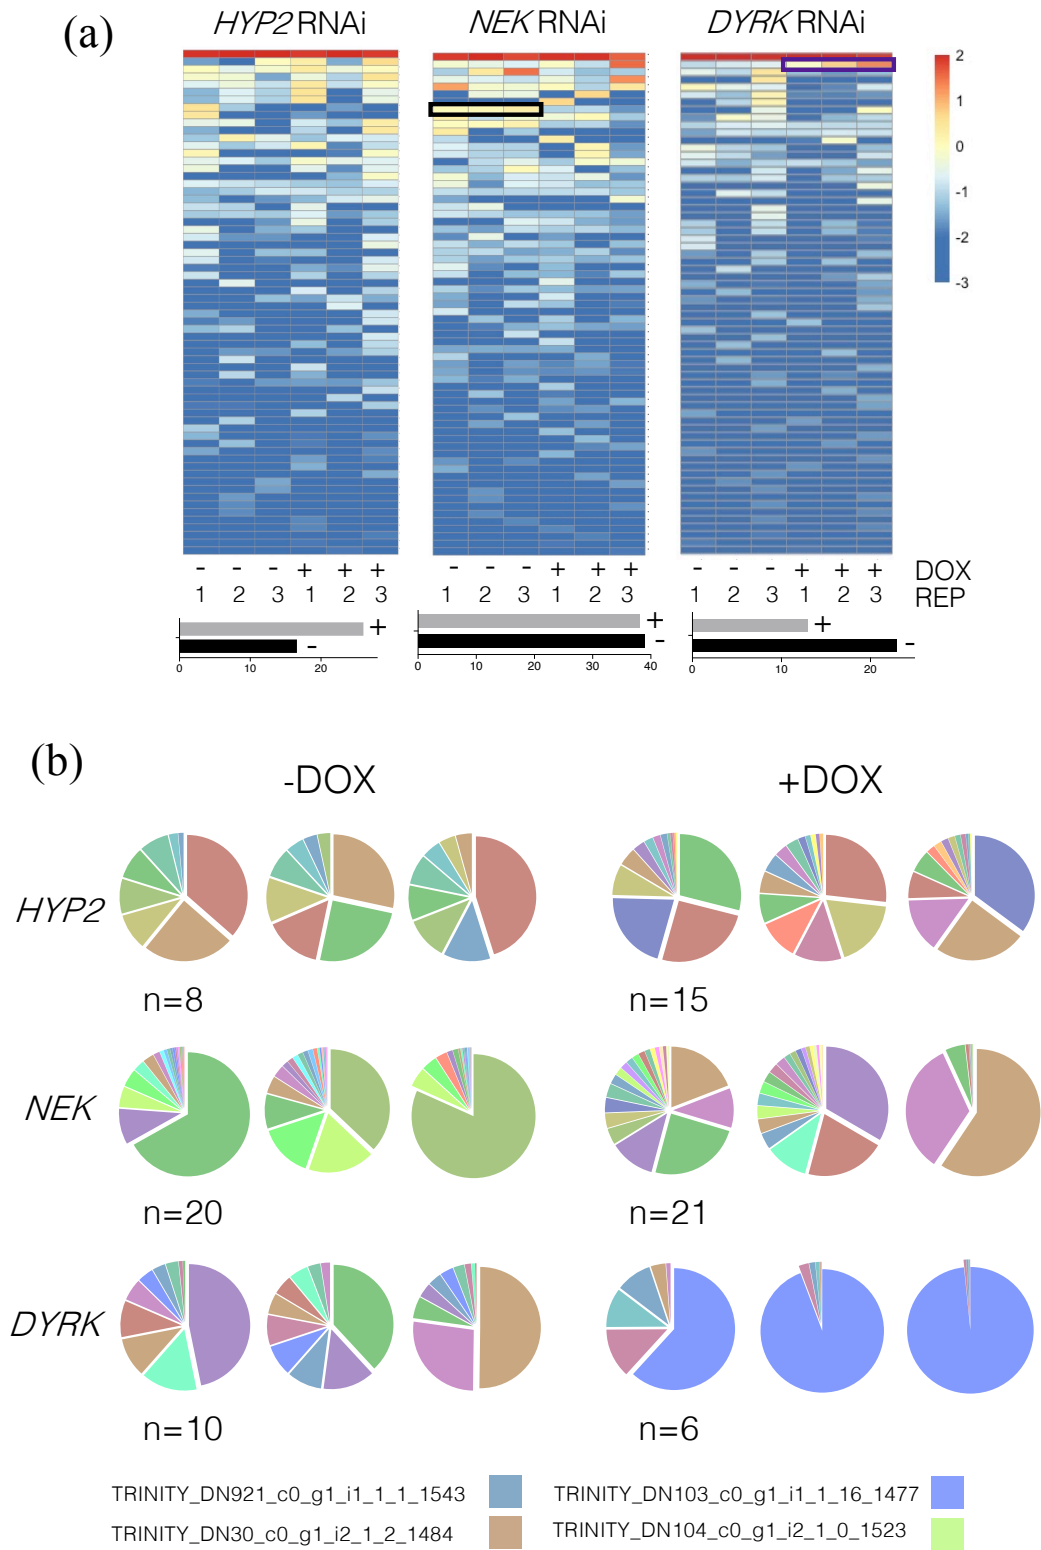 (a)
HYP2 RNAi NEK RNAi DYRK RNAi
2
1
0
-1
-2
-3
- - - + + + - - - + + + - - - + + + DOX
1 2 3 1 2 3 1 2 3 1 2 3 1 2 3 1 2 3 REP
+ + +
- - -
0 10 20 0 10 20 30 40 0 10 20
(b)
-DOX +DOX
HYP2
n=8 n=15
NEK
n=20 n=21
DYRK
n=10 n=6
TRINITY_DN921_c0_g1_i1_1_1_1543 TRINITY_DN103_c0_g1_i1_1_16_1477
TRINITY_DN30_c0_g1_i2_1_2_1484 TRINITY_DN104_c0_g1_i2_1_0_1523